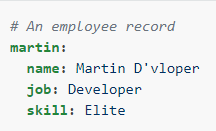 # An employee record
martin:
  name: Martin D'vloper
  job: Developer
  skill: Elite